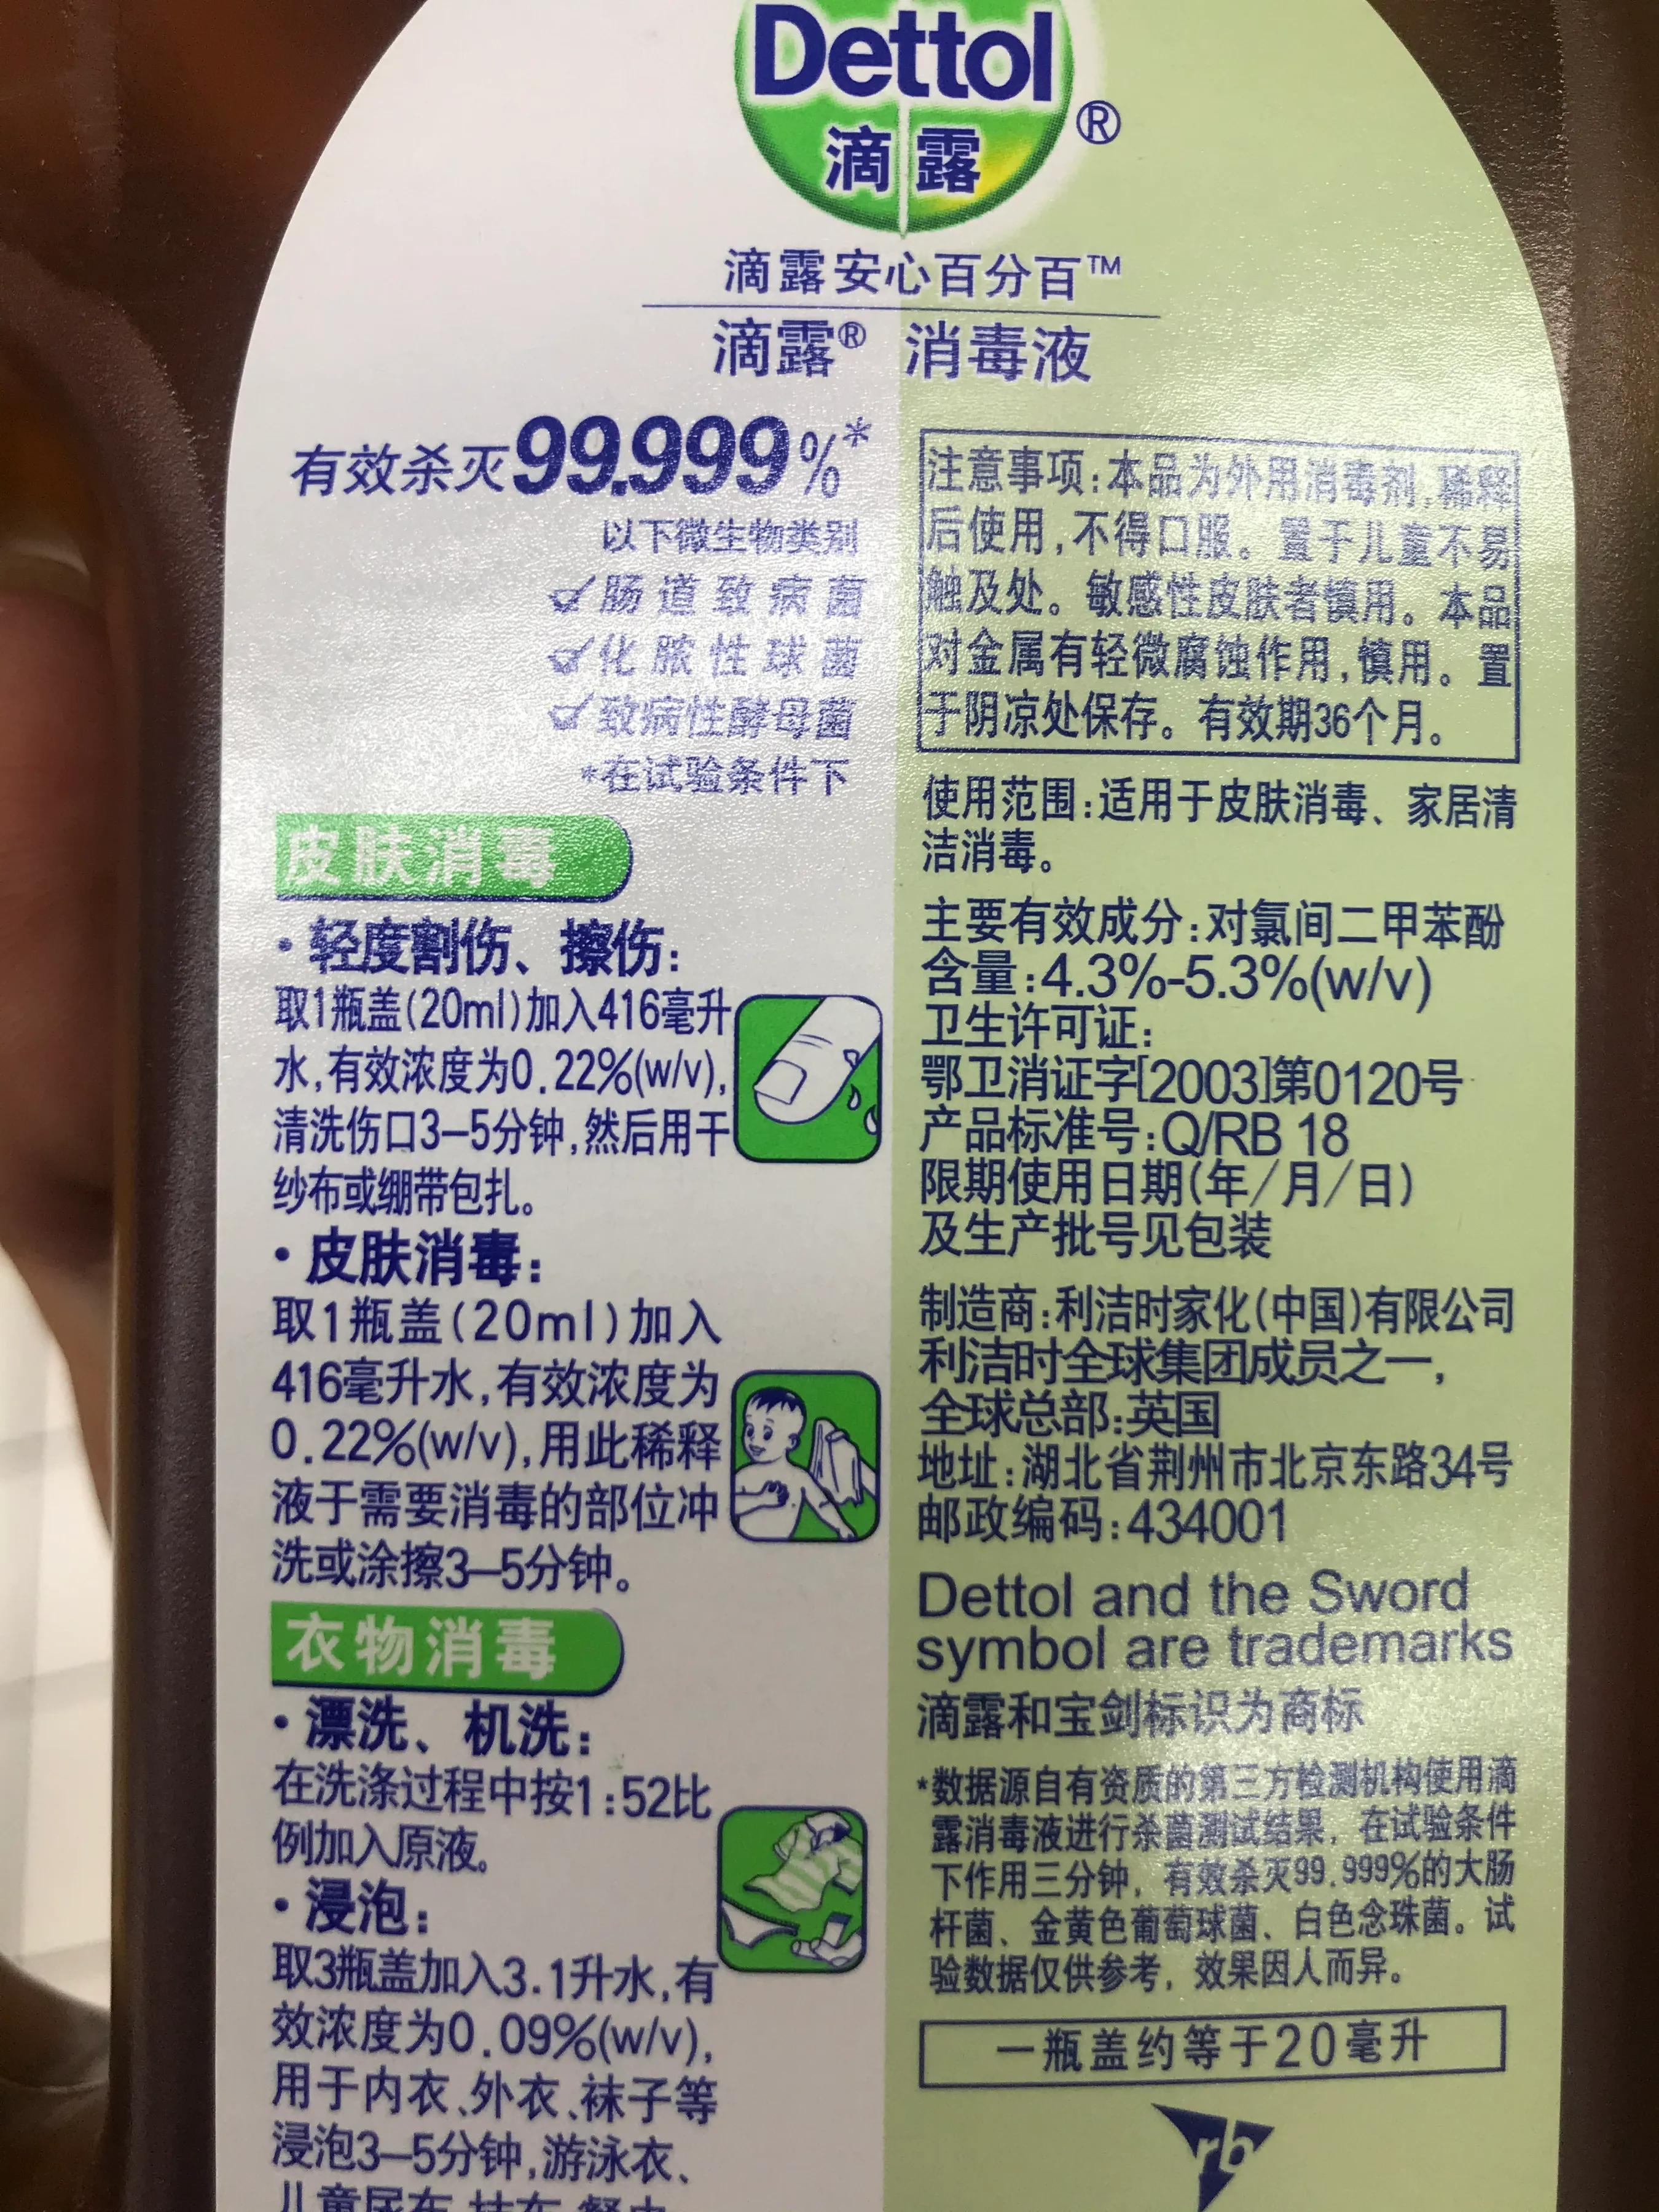 Dettol
®
滴露
滴露安心百分百™
滴露® 消毒液
有效杀灭99.999%*
以下微生物类别
肠道致病菌
化脓性球菌
致病性酵母菌
*在试验条件下
皮肤消毒
·轻度割伤、擦伤:
取1瓶盖(20ml)加入416毫升
水,有效浓度为0.22%(w/v),
清洗伤口3-5分钟,然后用干
纱布或绷带包扎。
·皮肤消毒:
取1瓶盖(20ml)加入
416毫升水,有效浓度为
0.22%(w/v),用此稀释
液于需要消毒的部位冲
洗或涂擦3-5分钟。
衣物消毒
·漂洗、机洗:
在洗涤过程中按1:52比
例加入原液。
·浸泡:
取3瓶盖加入3.1升水,有
效浓度为0.09%(w/v),
用于内衣、外衣、袜子等
浸泡3-5分钟,游泳衣、
儿童尿布
注意事项:本品为外用消毒剂,稀释
后使用,不得口服。置于儿童不易
触及处。敏感性皮肤者慎用。本品
对金属有轻微腐蚀作用,慎用。置
于阴凉处保存。有效期36个月。
使用范围:适用于皮肤消毒、家居清
洁消毒。
主要有效成分:对氯间二甲苯酚
含量:4.3%-5.3%(w/v)
卫生许可证:
鄂卫消证字[2003]第0120号
产品标准号:Q/RB 18
限期使用日期(年/月/日)
及生产批号见包装
制造商:利洁时家化(中国)有限公司
利洁时全球集团成员之一,
全球总部:英国
地址:湖北省荆州市北京东路34号
邮政编码:434001
Dettol and the Sword
symbol are trademarks
滴露和宝剑标识为商标
*数据源自有资质的第三方检测机构使用滴
露消毒液进行杀菌测试结果，在试验条件
下作用三分钟，有效杀灭99.999%的大肠
杆菌、金黄色葡萄球菌、白色念珠菌。试
验数据仅供参考，效果因人而异。
一瓶盖约等于20毫升
rb